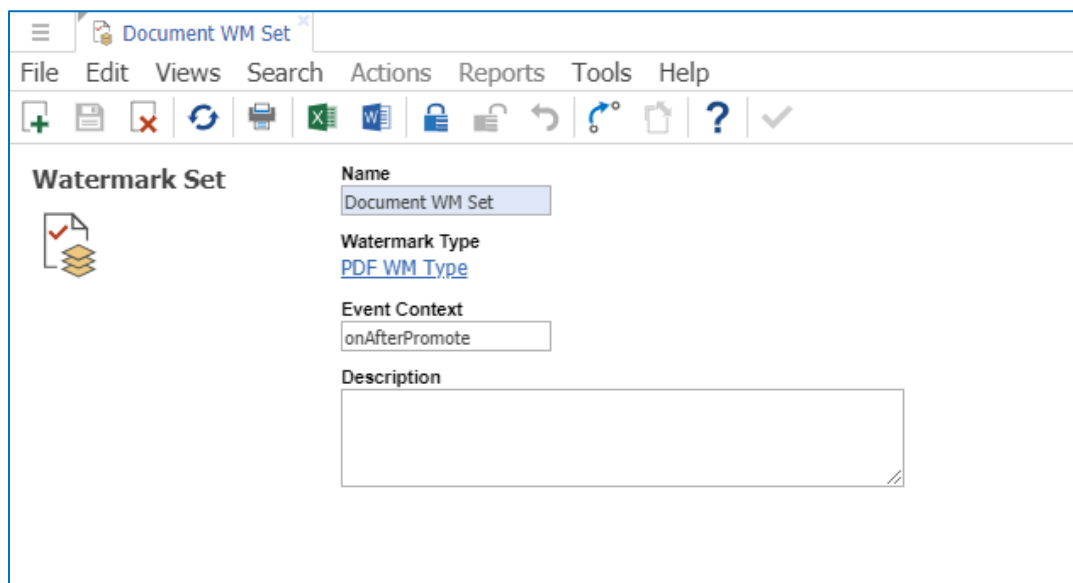 Document WM Set
File Edit Views Search Actions Reports Tools Help
Watermark Set
Name
Document WM Set
Watermark Type
PDF WM Type
Event Context
onAfterPromote
Description